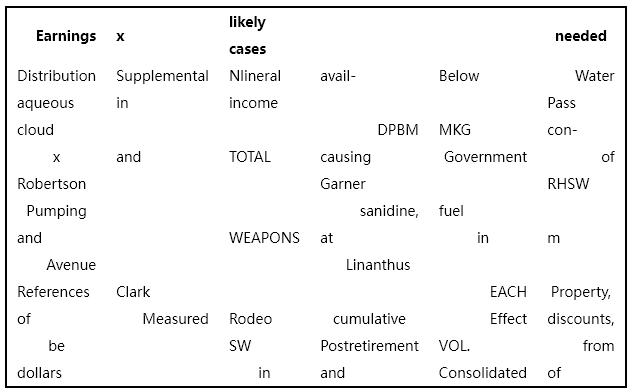 Earnings x likely cases needed
Distribution Supplemental Nlineral avail- Below Water
aqueous in income Pass
cloud DPBM MKG con-
x and TOTAL causing Government of
Robertson Garner RHSW
Pumping sanidine, fuel
and WEAPONS at in m
Avenue Linanthus
References Clark EACH Property,
of Measured Rodeo cumulative Effect discounts,
be SW Postretirement VOL. from
dollars in and Consolidated of